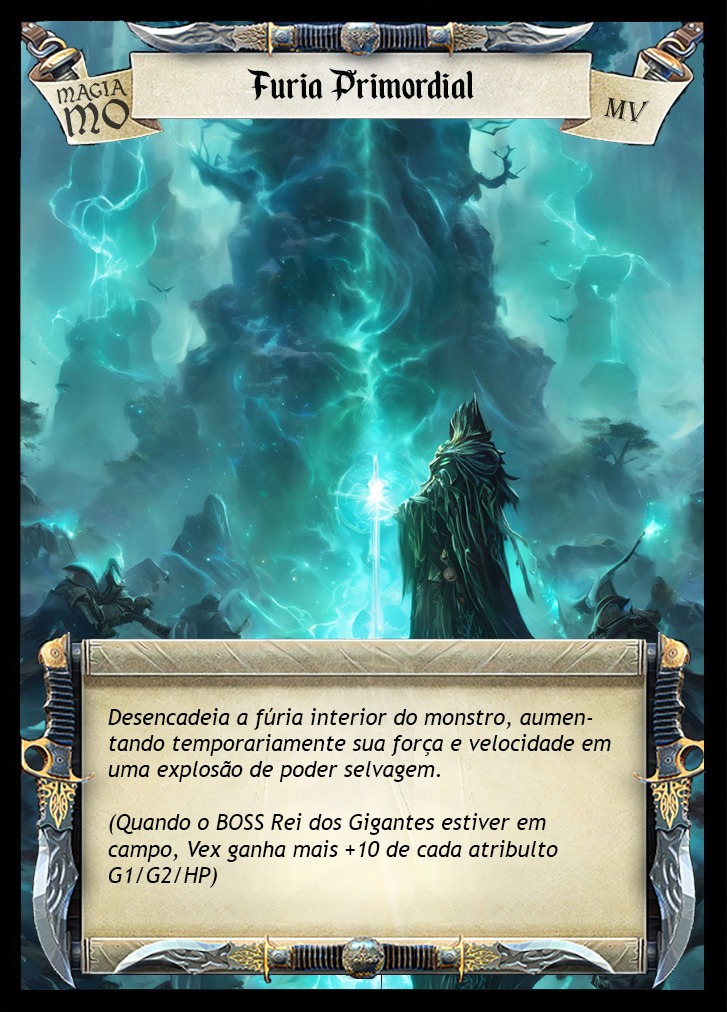 Furia Primordial
MAGIA
MO
MV
Desencadeia a fúria interior do monstro, aumen-
tando temporariamente sua força e velocidade em
uma explosão de poder selvagem.
(Quando o BOSS Rei dos Gigantes estiver em
campo, Vex ganha mais +10 de cada atribulto
G1/G2/HP)